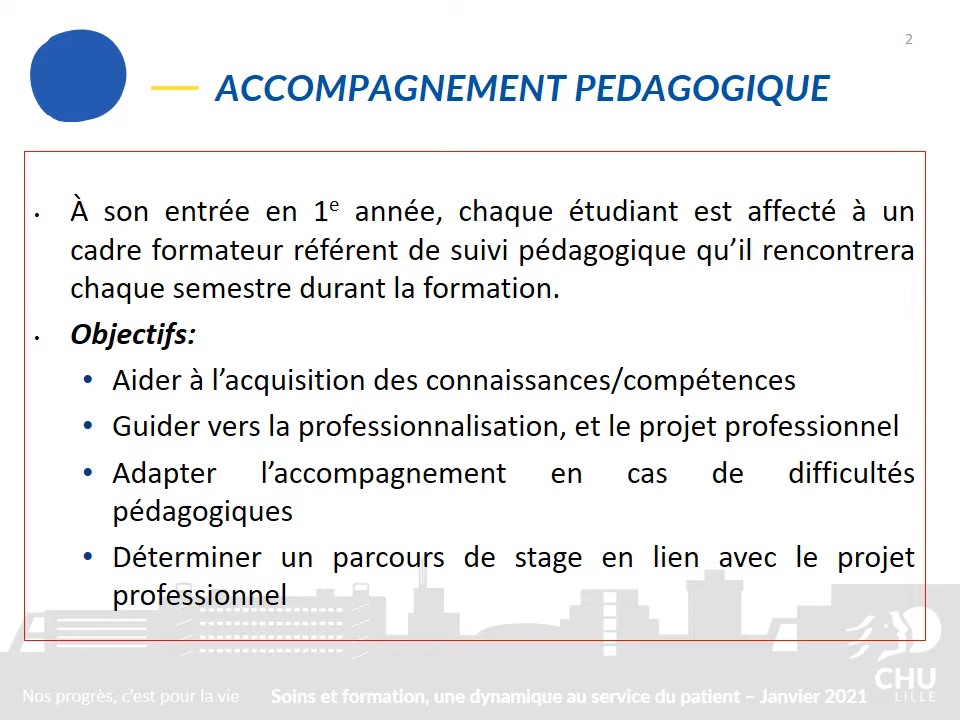 2
ACCOMPAGNEMENT PEDAGOGIQUE
• À son entrée en 1e année, chaque étudiant est affecté à un
cadre formateur référent de suivi pédagogique qu’il rencontrera
chaque semestre durant la formation.
• Objectifs:
• Aider à l’acquisition des connaissances/compétences
• Guider vers la professionnalisation, et le projet professionnel
• Adapter l’accompagnement en cas de difficultés
pédagogiques
• Déterminer un parcours de stage en lien avec le projet
professionnel
Nos progrès, c’est pour la vie
Soins et formation, une dynamique au service du patient – Janvier 2021
CHU
LILLE